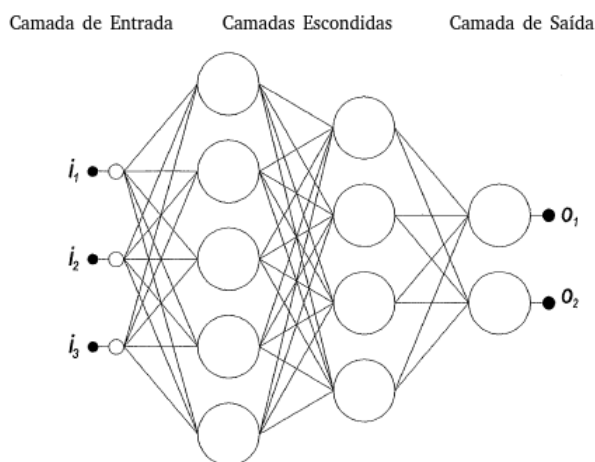 Camada de Entrada Camadas Escondidas Camada de Saída
i₁
o₁
i₂
o₂
i₃